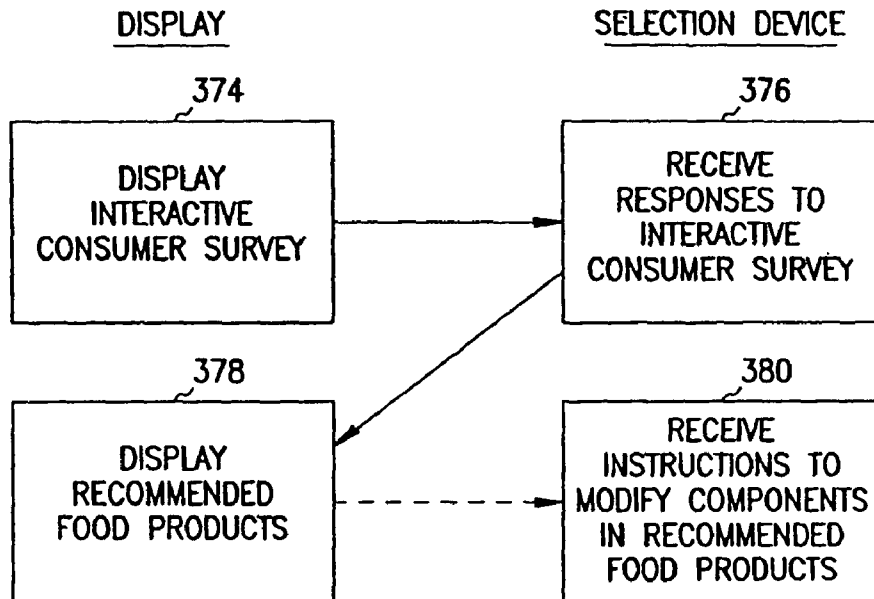 DISPLAY
SELECTION DEVICE
374
DISPLAY
INTERACTIVE
CONSUMER SURVEY
376
RECEIVE
RESPONSES TO
INTERACTIVE
CONSUMER SURVEY
378
DISPLAY
RECOMMENDED
FOOD PRODUCTS
380
RECEIVE
INSTRUCTIONS TO
MODIFY COMPONENTS
IN RECOMMENDED
FOOD PRODUCTS